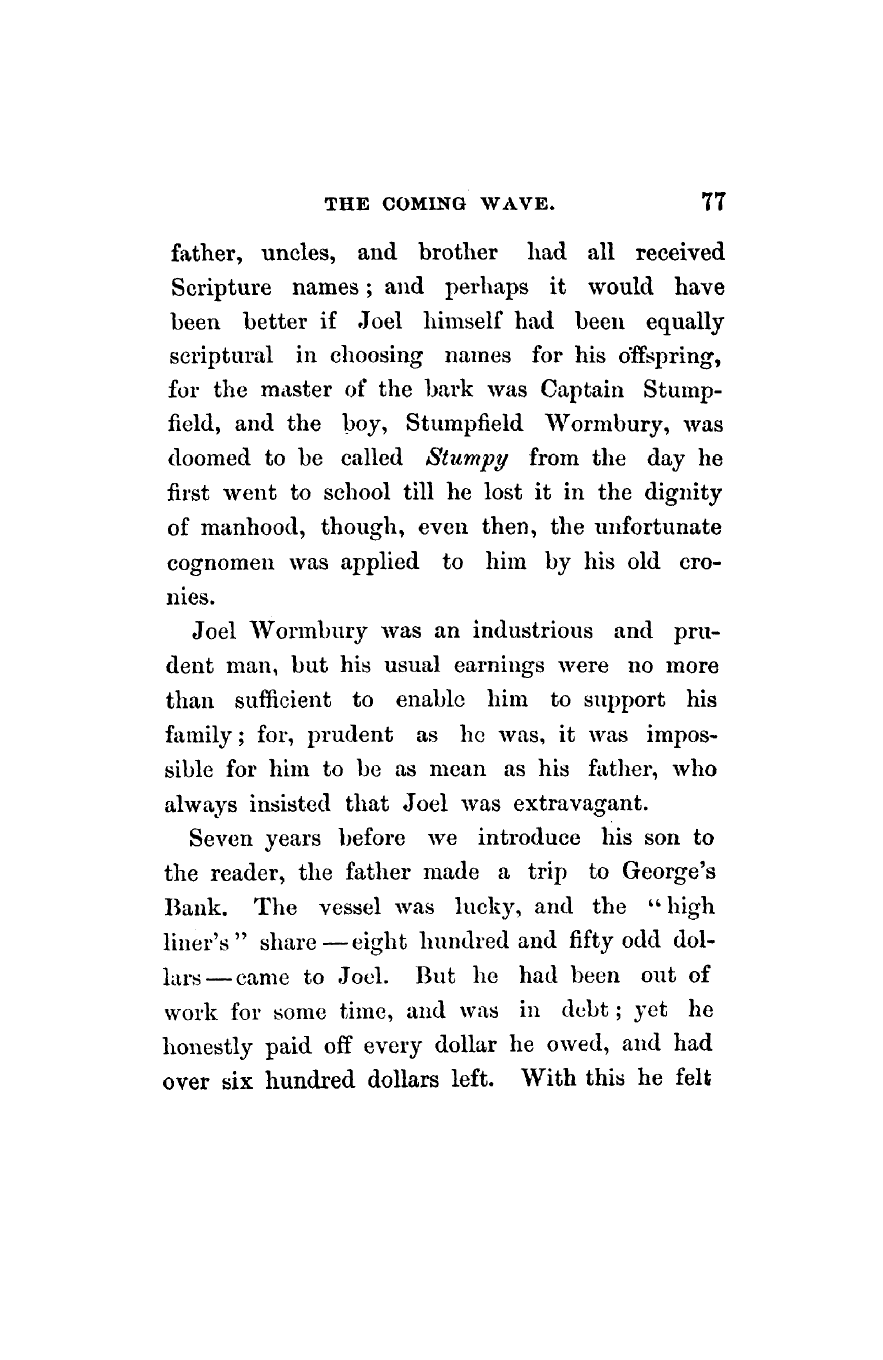 THE COMING WAVE. 77
father, uncles, and brother had all received
Scripture names; and perhaps it would have
been better if Joel himself had been equally
scriptural in choosing names for his offspring,
for the master of the bark was Captain Stump-
field, and the boy, Stumpfield Wormbury, was
doomed to be called Stumpy from the day he
first went to school till he lost it in the dignity
of manhood, though, even then, the unfortunate
cognomen was applied to him by his old cro-
nies.
Joel Wormbury was an industrious and pru-
dent man, but his usual earnings were no more
than sufficient to enable him to support his
family; for, prudent as he was, it was impos-
sible for him to be as mean as his father, who
always insisted that Joel was extravagant.
Seven years before we introduce his son to
the reader, the father made a trip to George's
Bank. The vessel was lucky, and the "high
liner's" share—eight hundred and fifty odd dol-
lars—came to Joel. But he had been out of
work for some time, and was in debt; yet he
honestly paid off every dollar he owed, and had
over six hundred dollars left. With this he felt